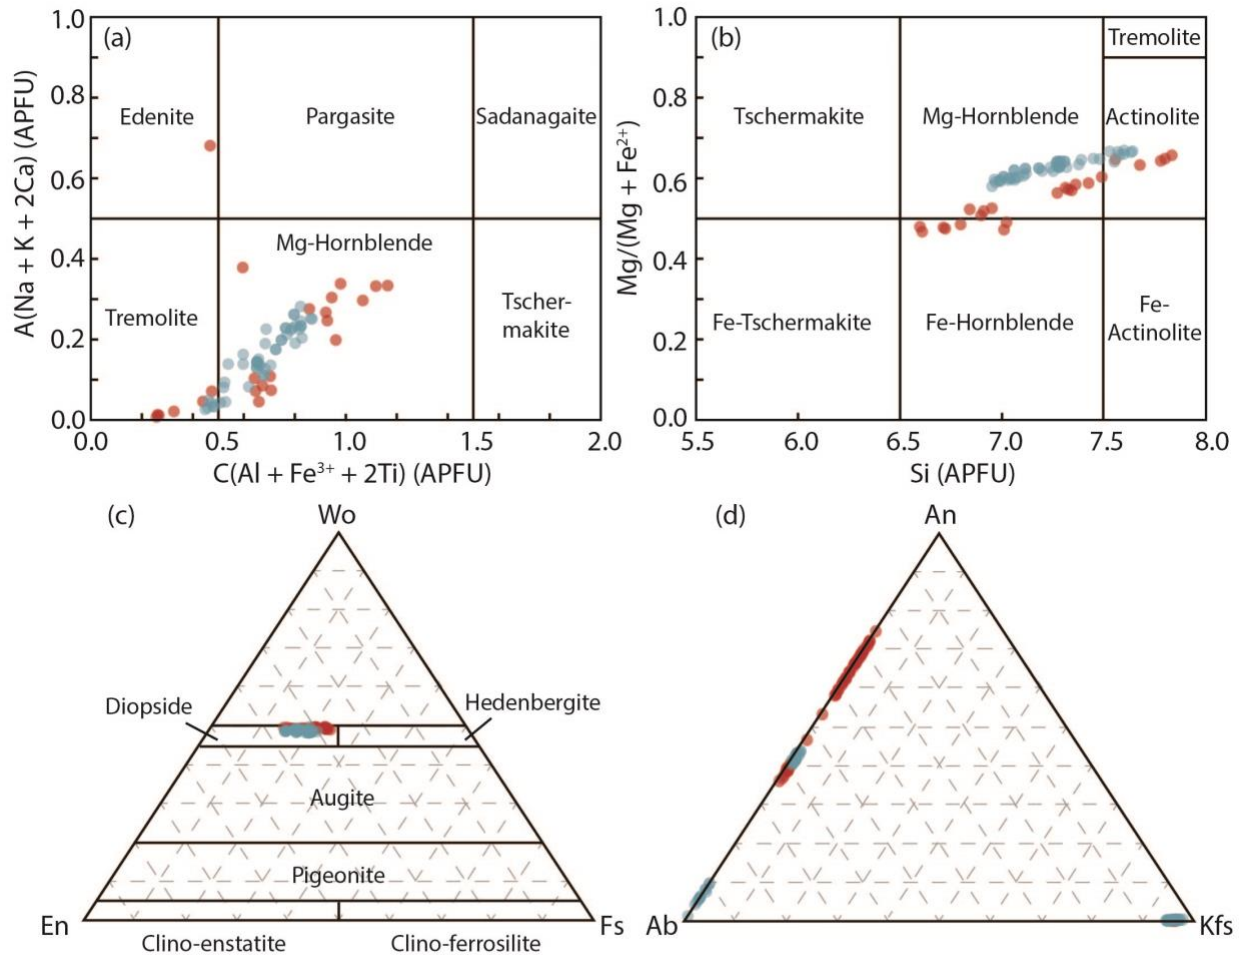 (a)
(b)
1.0
0.8
0.6
0.4
0.2
0.0
A(Na + K + 2Ca) (APFU)
Edenite
Pargasite
Sadanagaite
Tremolite
Mg-Hornblende
Tscher-
makite
0.0
0.5
1.0
1.5
2.0
C(Al + Fe³⁺ + 2Ti) (APFU)
1.0
0.8
0.6
0.4
0.2
0.0
Mg/(Mg + Fe²⁺)
Tremolite
Tschermakite
Mg-Hornblende
Actinolite
Fe-Tschermakite
Fe-Hornblende
Fe-
Actinolite
5.5
6.0
6.5
7.0
7.5
8.0
Si (APFU)
(c)
Wo
Diopside
Hedenbergite
Augite
Pigeonite
En
Fs
Clino-enstatite
Clino-ferrosilite
(d)
An
Ab
Kfs